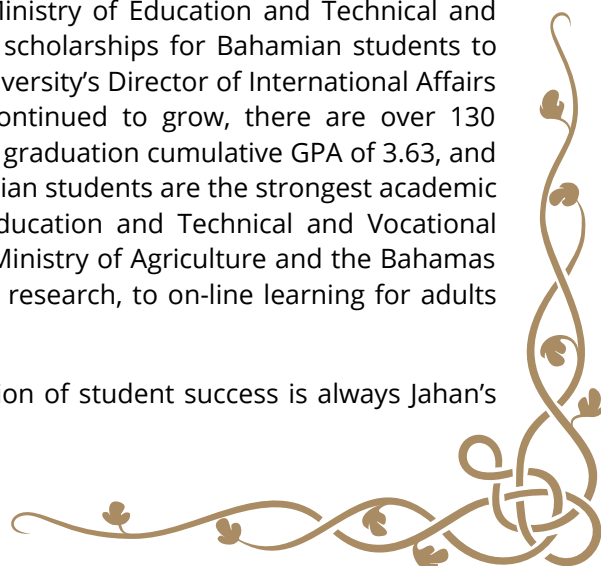 Ministry of Education and Technical and
scholarships for Bahamian students to
versity’s Director of International Affairs
ontinued to grow, there are over 130
graduation cumulative GPA of 3.63, and
ian students are the strongest academic
ducation and Technical and Vocational
Ministry of Agriculture and the Bahamas
research, to on-line learning for adults
ion of student success is always Jahan’s